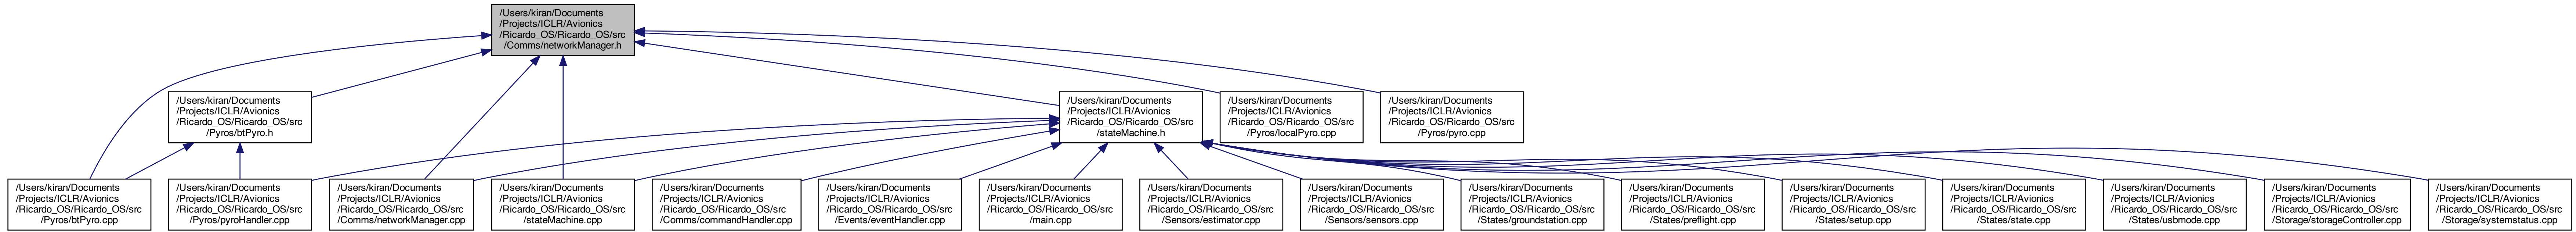 /Users/kiran/Documents
/Projects/ICLR/Avionics
/Ricardo_OS/Ricardo_OS/src
/Comms/networkManager.h
/Users/kiran/Documents
/Projects/ICLR/Avionics
/Ricardo_OS/Ricardo_OS/src
/Pyros/btPyro.h
/Users/kiran/Documents
/Projects/ICLR/Avionics
/Ricardo_OS/Ricardo_OS/src
/stateMachine.h
/Users/kiran/Documents
/Projects/ICLR/Avionics
/Ricardo_OS/Ricardo_OS/src
/Pyros/localPyro.cpp
/Users/kiran/Documents
/Projects/ICLR/Avionics
/Ricardo_OS/Ricardo_OS/src
/Pyros/pyro.cpp
/Users/kiran/Documents
/Projects/ICLR/Avionics
/Ricardo_OS/Ricardo_OS/src
/Pyros/btPyro.cpp
/Users/kiran/Documents
/Projects/ICLR/Avionics
/Ricardo_OS/Ricardo_OS/src
/Pyros/pyroHandler.cpp
/Users/kiran/Documents
/Projects/ICLR/Avionics
/Ricardo_OS/Ricardo_OS/src
/Comms/networkManager.cpp
/Users/kiran/Documents
/Projects/ICLR/Avionics
/Ricardo_OS/Ricardo_OS/src
/stateMachine.cpp
/Users/kiran/Documents
/Projects/ICLR/Avionics
/Ricardo_OS/Ricardo_OS/src
/Comms/commandHandler.cpp
/Users/kiran/Documents
/Projects/ICLR/Avionics
/Ricardo_OS/Ricardo_OS/src
/Events/eventHandler.cpp
/Users/kiran/Documents
/Projects/ICLR/Avionics
/Ricardo_OS/Ricardo_OS/src
/main.cpp
/Users/kiran/Documents
/Projects/ICLR/Avionics
/Ricardo_OS/Ricardo_OS/src
/Sensors/estimator.cpp
/Users/kiran/Documents
/Projects/ICLR/Avionics
/Ricardo_OS/Ricardo_OS/src
/Sensors/sensors.cpp
/Users/kiran/Documents
/Projects/ICLR/Avionics
/Ricardo_OS/Ricardo_OS/src
/States/groundstation.cpp
/Users/kiran/Documents
/Projects/ICLR/Avionics
/Ricardo_OS/Ricardo_OS/src
/States/preflight.cpp
/Users/kiran/Documents
/Projects/ICLR/Avionics
/Ricardo_OS/Ricardo_OS/src
/States/setup.cpp
/Users/kiran/Documents
/Projects/ICLR/Avionics
/Ricardo_OS/Ricardo_OS/src
/States/state.cpp
/Users/kiran/Documents
/Projects/ICLR/Avionics
/Ricardo_OS/Ricardo_OS/src
/States/usbmode.cpp
/Users/kiran/Documents
/Projects/ICLR/Avionics
/Ricardo_OS/Ricardo_OS/src
/Storage/storageController.cpp
/Users/kiran/Documents
/Projects/ICLR/Avionics
/Ricardo_OS/Ricardo_OS/src
/Storage/systemstatus.cpp